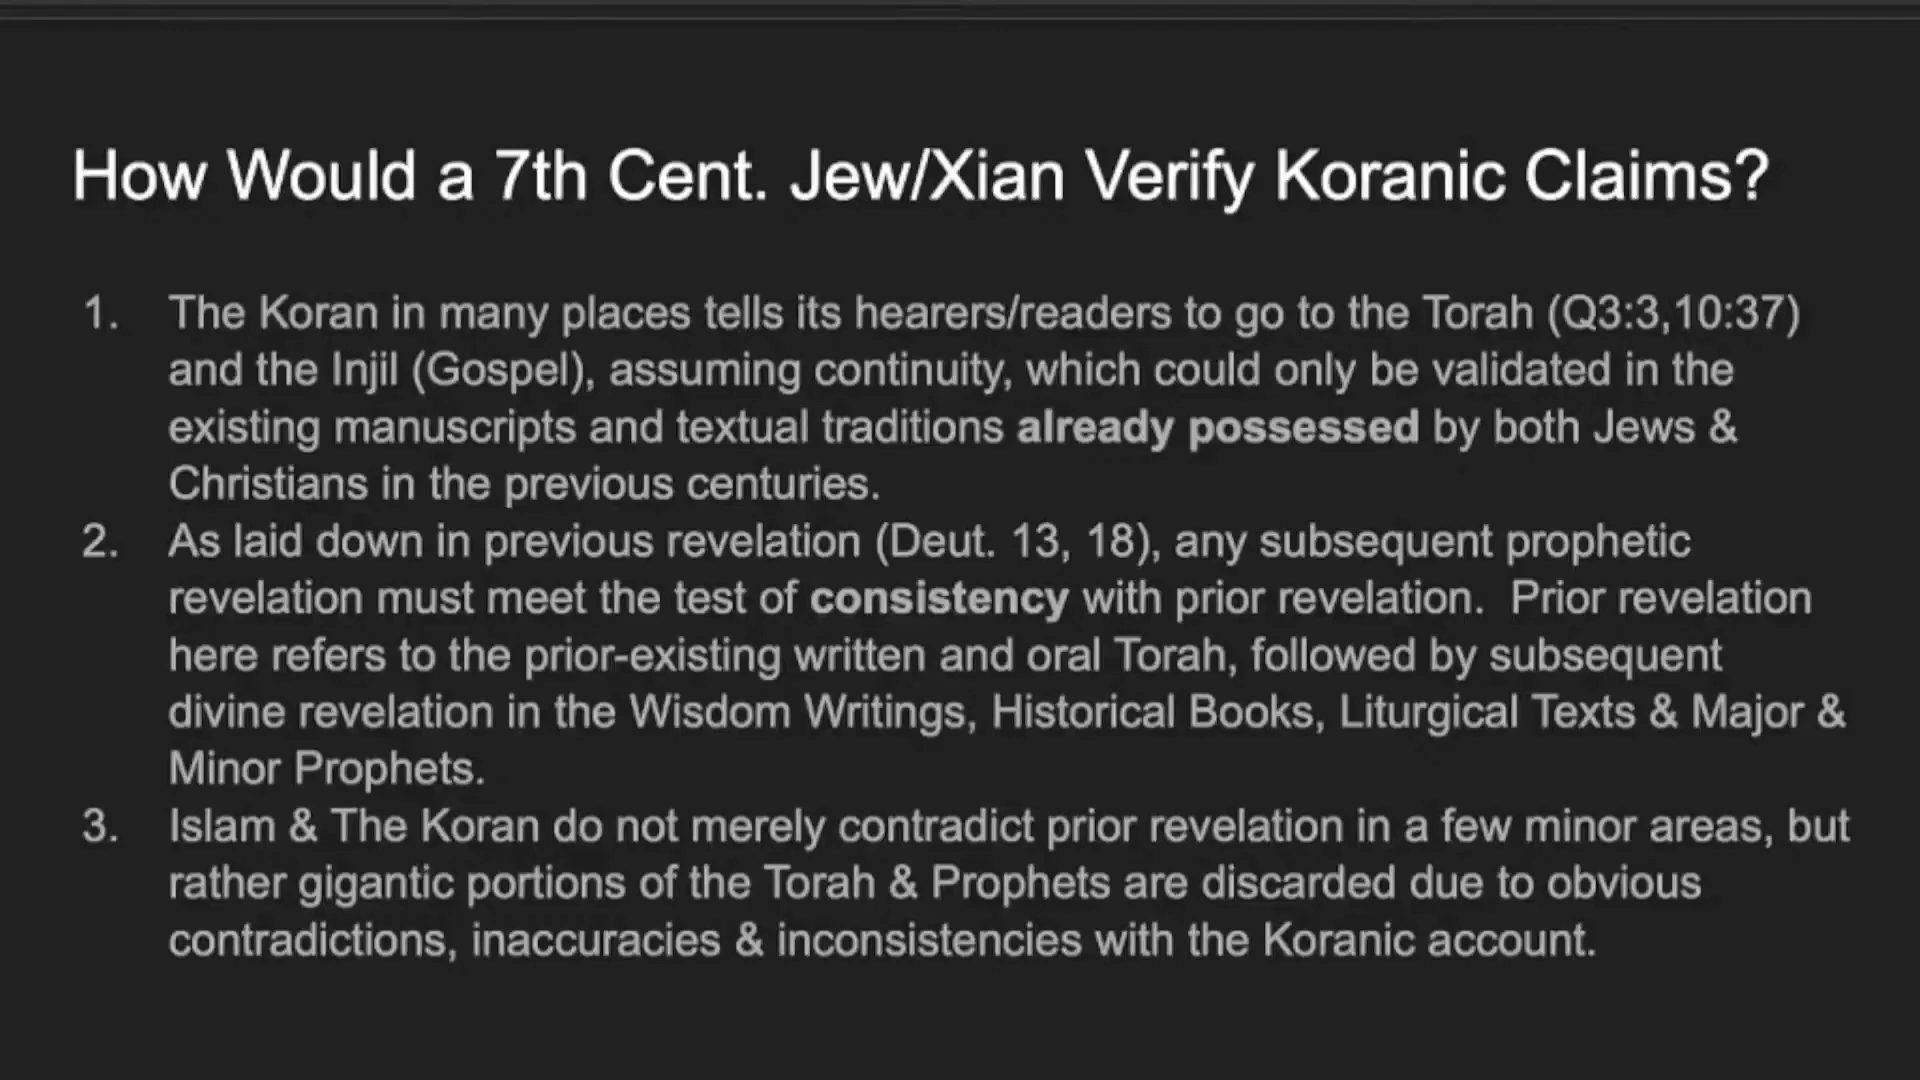 How Would a 7th Cent. Jew/Xian Verify Koranic Claims?
1. The Koran in many places tells its hearers/readers to go to the Torah (Q3:3,10:37)
and the Injil (Gospel), assuming continuity, which could only be validated in the
existing manuscripts and textual traditions already possessed by both Jews &
Christians in the previous centuries.
2. As laid down in previous revelation (Deut. 13, 18), any subsequent prophetic
revelation must meet the test of consistency with prior revelation.  Prior revelation
here refers to the prior-existing written and oral Torah, followed by subsequent
divine revelation in the Wisdom Writings, Historical Books, Liturgical Texts & Major &
Minor Prophets.
3. Islam & The Koran do not merely contradict prior revelation in a few minor areas, but
rather gigantic portions of the Torah & Prophets are discarded due to obvious
contradictions, inaccuracies & inconsistencies with the Koranic account.